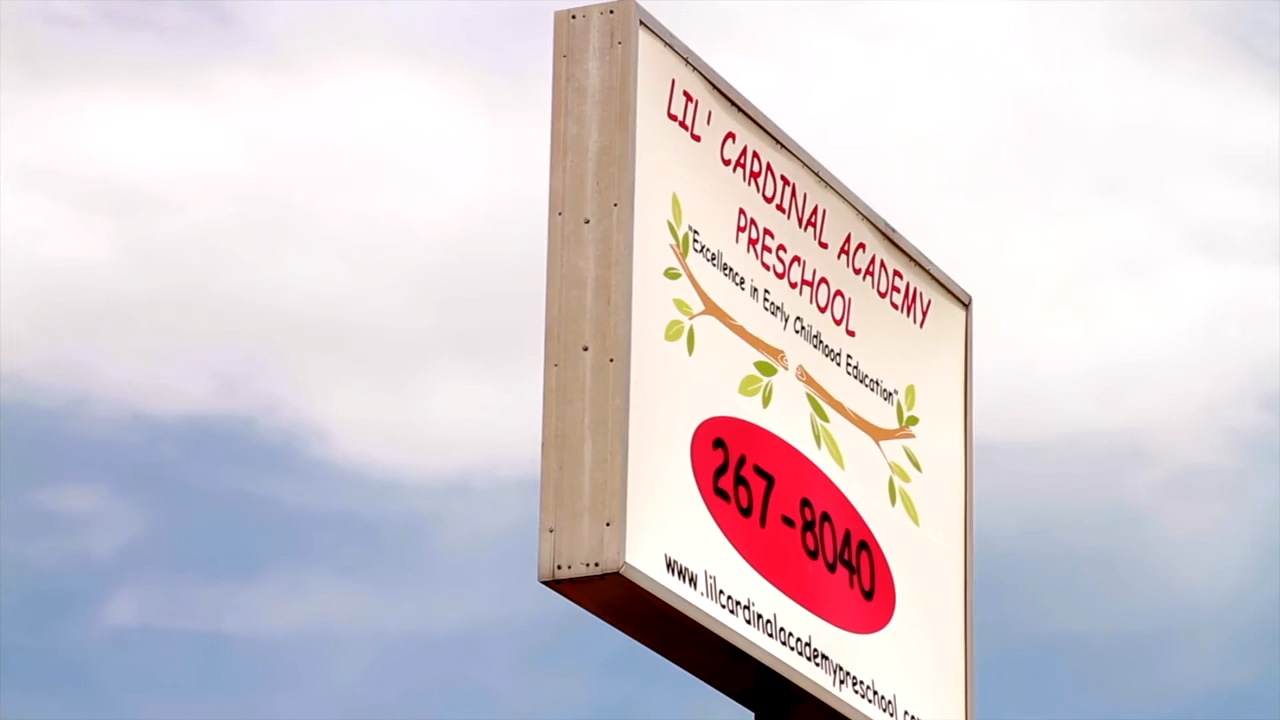 LIL' CARDINAL ACADEMY
PRESCHOOL
"Excellence in Early Childhood Education"
267-8040
www.lilcardinalacademypreschool.co